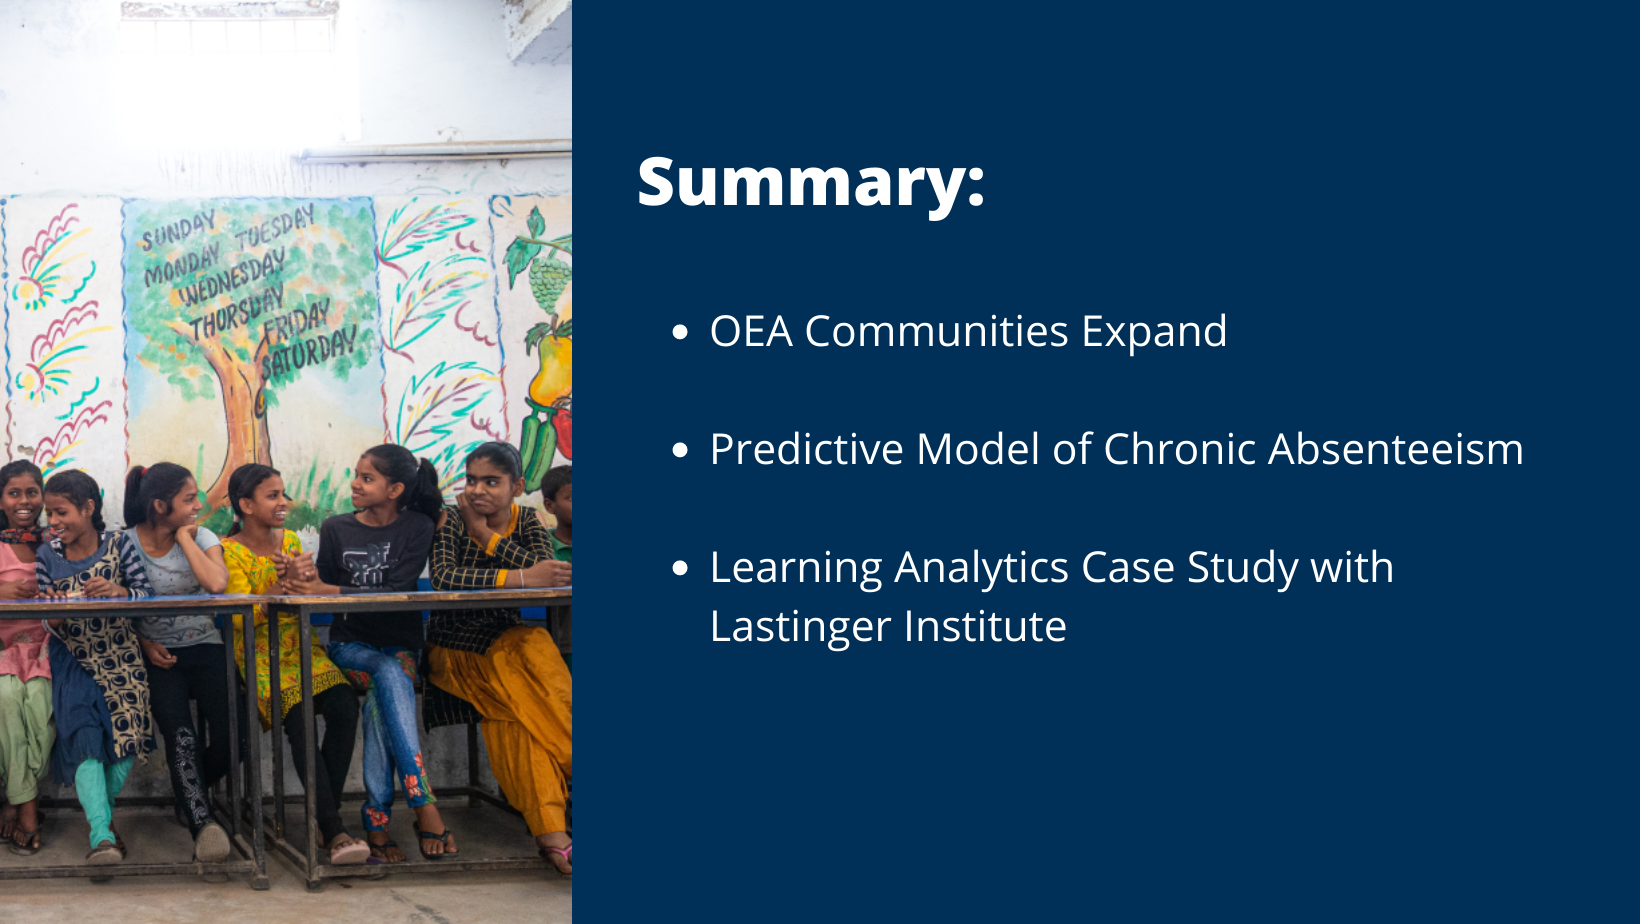 SUNDAY
MONDAY TUESDAY
WEDNESDAY
THORSDAY
FRIDAY
SATURDAY
Summary:
• OEA Communities Expand
• Predictive Model of Chronic Absenteeism
• Learning Analytics Case Study with
Lastinger Institute